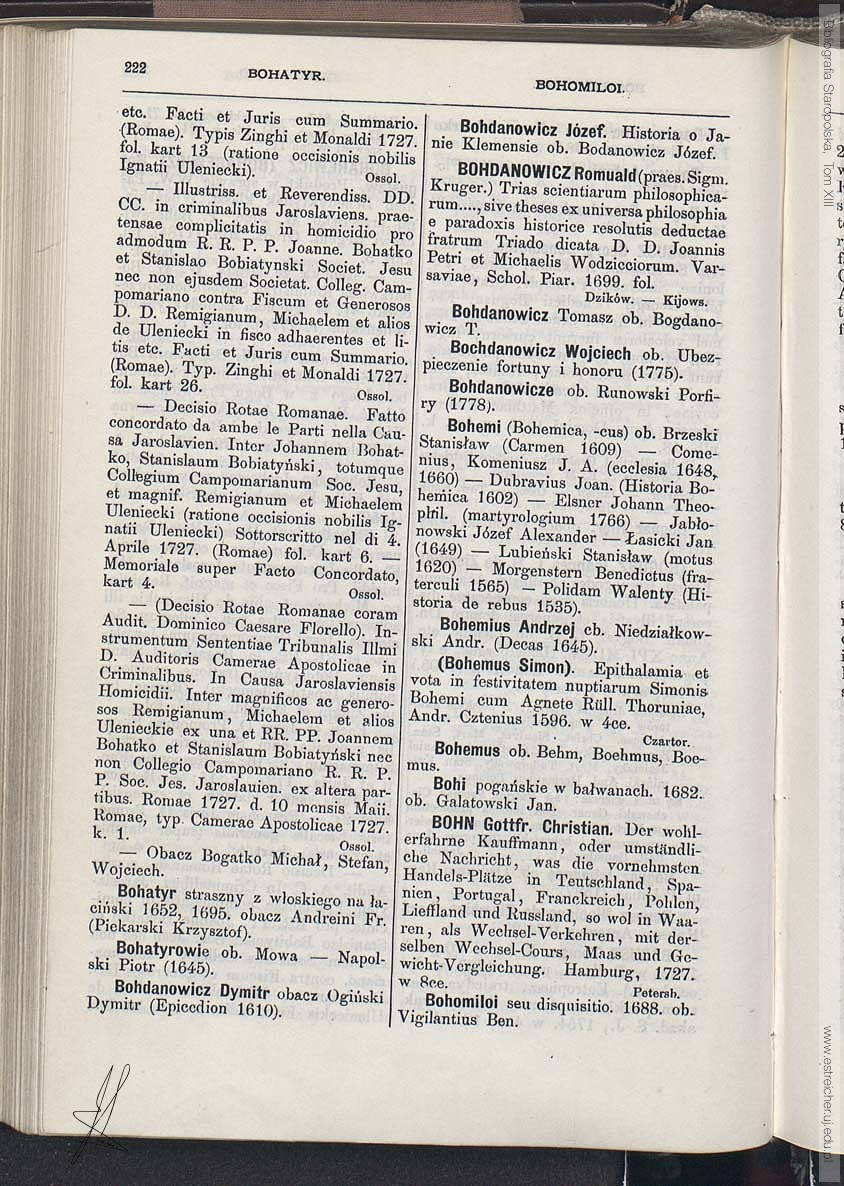 222
BOHATYR.
BOHOMILOI.
etc. Facti et Juris cum Summario.
(Romae). Typis Zinghi et Monaldi 1727.
fol. kart 13 (ratione occisionis nobilis
Ignatii Uleniecki). Ossol.
— Illustriss. et Reverendiss. DD.
CC. in criminalibus Jaroslaviens. prae-
tensae complicitatis in homicidio pro
admodum R. R. P. P. Joanne. Bohatko
et Stanislao Bobiatynski Societ. Jesu
nec non ejusdem Societat. Colleg. Cam-
pomariano contra Fiscum et Generosos
D. D. Remigianum, Michaelem et alios
de Uleniecki in fisco adhaerentes et li-
tis etc. Facti et Juris cum Summario.
(Romae). Typ. Zinghi et Monaldi 1727.
fol. kart 26. Ossol.
— Decisio Rotae Romanae. Fatto
concordato da ambe le Parti nella Cau-
sa Jaroslavien. Inter Johannem Bohat-
ko, Stanislaum Bobiatyński, totumque
Collegium Campomarianum Soc. Jesu,
et magnif. Remigianum et Michaelem
Uleniecki (ratione occisionis nobilis Ig-
natii Uleniecki) Sottorscritto nel di 4.
Aprile 1727. (Romae) fol. kart 6. —
Memoriale super Facto Concordato,
kart 4. Ossol.
— (Decisio Rotae Romanae coram
Audit. Dominico Caesare Florello). In-
strumentum Sententiae Tribunalis Illmi
D. Auditoris Camerae Apostolicae in
Criminalibus. In Causa Jaroslaviensis
Homicidii. Inter magnificos ac genero-
sos Remigianum, Michaelem et alios
Ulenieckie ex una et RR. PP. Joannem
Bohatko et Stanislaum Bobiatyński nec
non Collegio Campomariano R. R. P.
P. Soc. Jes. Jaroslauien. ex altera par-
tibus. Romae 1727. d. 10 mensis Maii.
Romae, typ. Camerae Apostolicae 1727.
k. 1. Ossol.
— Obacz Bogatko Michał, Stefan,
Wojciech.
Bohatyr straszny z włoskiego na ła-
ciński 1652, 1695. obacz Andreini Fr.
(Piekarski Krzysztof).
Bohatyrowie ob. Mowa — Napol-
ski Piotr (1645).
Bohdanowicz Dymitr obacz Ogiński
Dymitr (Epicedion 1610).
Bohdanowicz Józef. Historia o Ja-
nie Klemensie ob. Bodanowicz Józef.
BOHDANOWICZ Romuald (praes. Sigm.
Kruger.) Trias scientiarum philosophica-
rum...., sive theses ex universa philosophia
e paradoxis historice resolutis deductae
fratrum Triado dicata D. D. Joannis
Petri et Michaelis Wodzicciorum. Var-
saviae, Schol. Piar. 1699. fol.
Dzików. — Kijows.
Bohdanowicz Tomasz ob. Bogdano-
wicz T.
Bochdanowicz Wojciech ob. Ubez-
pieczenie fortuny i honoru (1775).
Bohdanowicze ob. Runowski Porfi-
ry (1778).
Bohemi (Bohemica, -cus) ob. Brzeski
Stanisław (Carmen 1609) — Come-
nius, Komeniusz J. A. (ecclesia 1648,
1660) — Dubravius Joan. (Historia Bo-
hemica 1602) — Elsner Johann Theo-
phil. (martyrologium 1766) — Jabło-
nowski Józef Alexander — Łasicki Jan
(1649) — Lubieński Stanisław (motus
1620) — Morgenstern Benedictus (fra-
terculi 1565) — Polidam Walenty (Hi-
storia de rebus 1535).
Bohemius Andrzej cb. Niedziałkow-
ski Andr. (Decas 1645).
(Bohemus Simon). Epithalamia et
vota in festivitatem nuptiarum Simonis
Bohemi cum Agnete Rüll. Thoruniae,
Andr. Cztenius 1596. w 4ce.
Czartor.
Bohemus ob. Behm, Boehmus, Boe-
mus.
Bohi pogańskie w bałwanach. 1682.
ob. Galatowski Jan.
BOHN Gottfr. Christian. Der wohl-
erfahrne Kauffmann, oder umständli-
che Nachricht, was die vornehmsten
Handels-Plätze in Teutschland, Spa-
nien, Portugal, Franckreich, Pohlen,
Lieffland und Russland, so wol in Waa-
ren, als Wechsel-Verkehren, mit der-
selben Wechsel-Cours, Maas und Ge-
wicht-Vergleichung. Hamburg, 1727.
w 8ce. Petersb.
Bohomiloi seu disquisitio. 1688. ob.
Vigilantius Ben.
Bibliografia Staropolska, Tom XIII
www.estreicher.uj.edu.pl